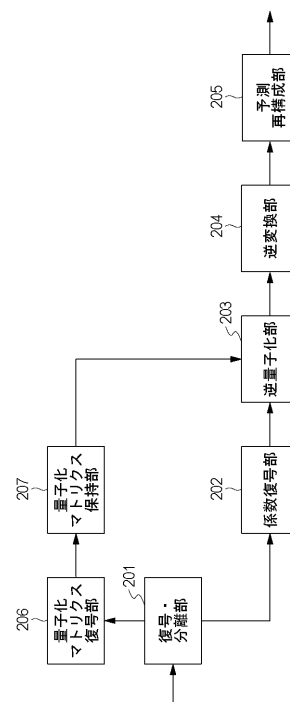 206
量子化
マトリクス
復号部
207
量子化
マトリクス
保持部
201
復号・
分離部
202
係数復号部
203
逆量子化部
204
逆変換部
205
予測
再構成部